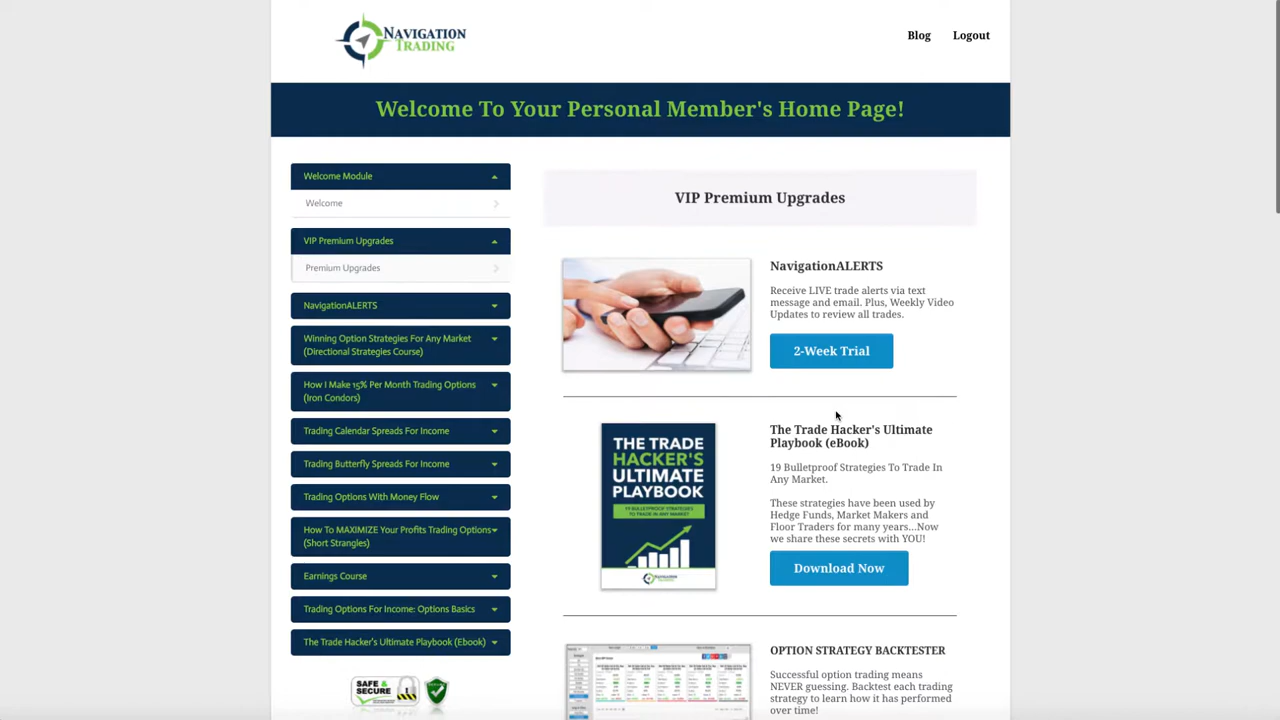 NAVIGATION
TRADING
Blog
Logout
Welcome To Your Personal Member's Home Page!
Welcome Module
Welcome
VIP Premium Upgrades
Premium Upgrades
NavigationALERTS
Winning Option Strategies For Any Market
(Directional Strategies Course)
How I Make 15% Per Month Trading Options
(Iron Condors)
Trading Calendar Spreads For Income
Trading Butterfly Spreads For Income
Trading Options With Money Flow
How To MAXIMIZE Your Profits Trading Options
(Short Strangles)
Earnings Course
Trading Options For Income: Options Basics
The Trade Hacker's Ultimate Playbook (Ebook)
SAFE &
SECURE
VIP Premium Upgrades
NavigationALERTS
Receive LIVE trade alerts via text
message and email. Plus, Weekly Video
Updates to review all trades.
2-Week Trial
THE TRADE
HACKER'S
ULTIMATE
PLAYBOOK
19 BULLETPROOF STRATEGIES
TO TRADE IN ANY MARKET
The Trade Hacker's Ultimate
Playbook (eBook)
19 Bulletproof Strategies To Trade In
Any Market.
These strategies have been used by
Hedge Funds, Market Makers and
Floor Traders for many years...Now
we share these secrets with YOU!
Download Now
OPTION STRATEGY BACKTESTER
Successful option trading means
NEVER guessing. Backtest each trading
strategy to learn how it has performed
over time!